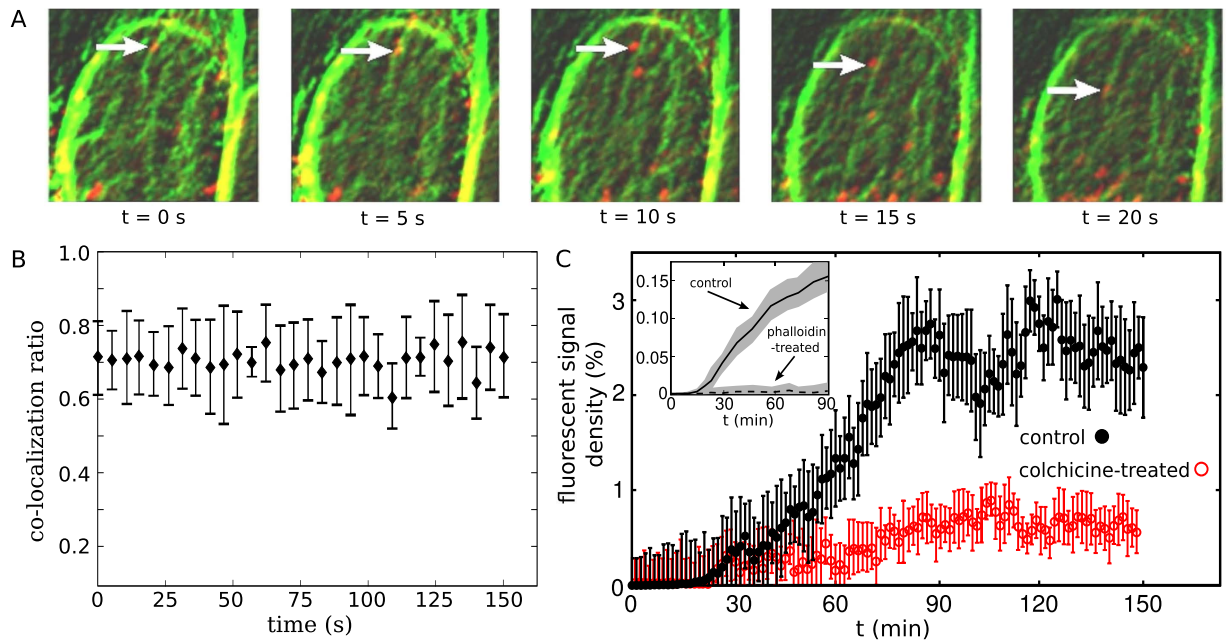 A
t = 0 s
t = 5 s
t = 10 s
t = 15 s
t = 20 s
B
1.0
0.8
0.6
0.4
0.2
co-localization ratio
0
25
50
75
100
125
150
time (s)
C
3
2
1
0
fluorescent signal
density (%)
0.15
0.10
0.05
0
control
phalloidin
-treated
0
30
60
90
t (min)
control
colchicine-treated
0
30
60
90
120
150
t (min)